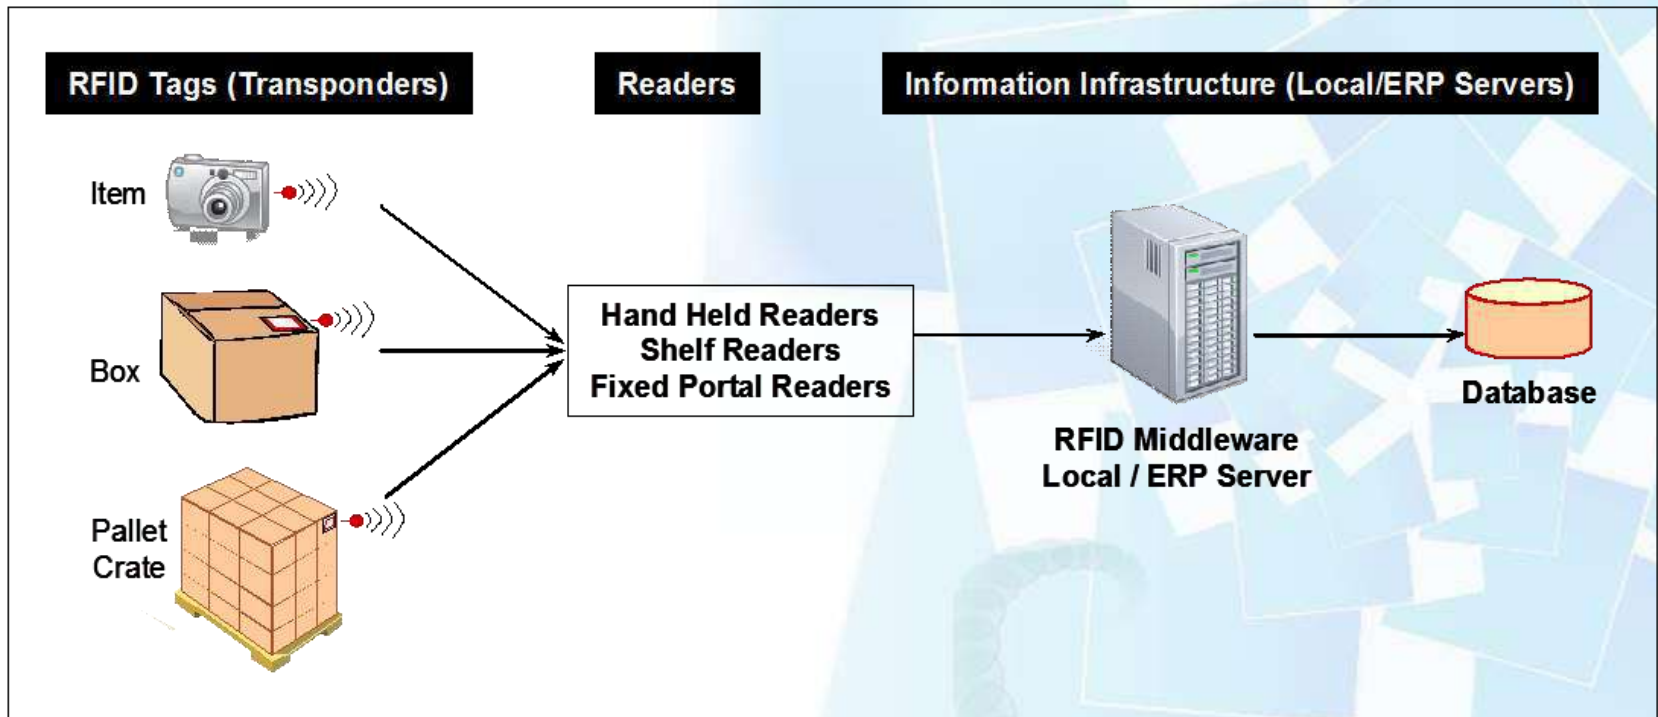 RFID Tags (Transponders)
Readers
Information Infrastructure (Local/ERP Servers)
Item
Box
Pallet
Crate
Hand Held Readers
Shelf Readers
Fixed Portal Readers
RFID Middleware
Local / ERP Server
Database